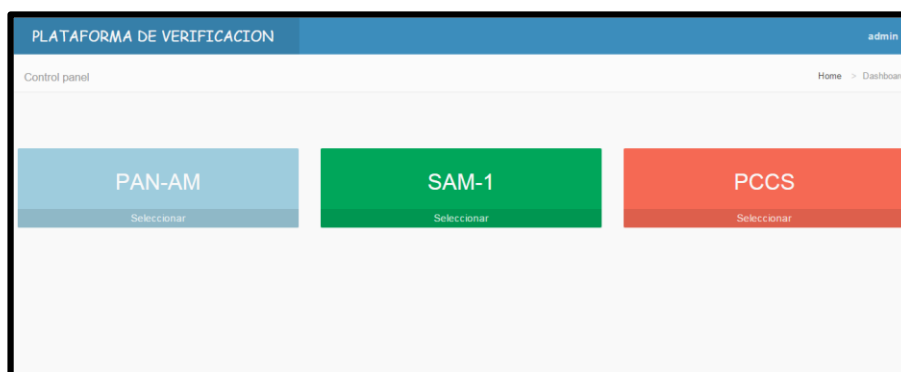 PLATAFORMA DE VERIFICACION admin
Control panel Home > Dashboar
PAN-AM SAM-1 PCCS
Seleccionar Seleccionar Seleccionar